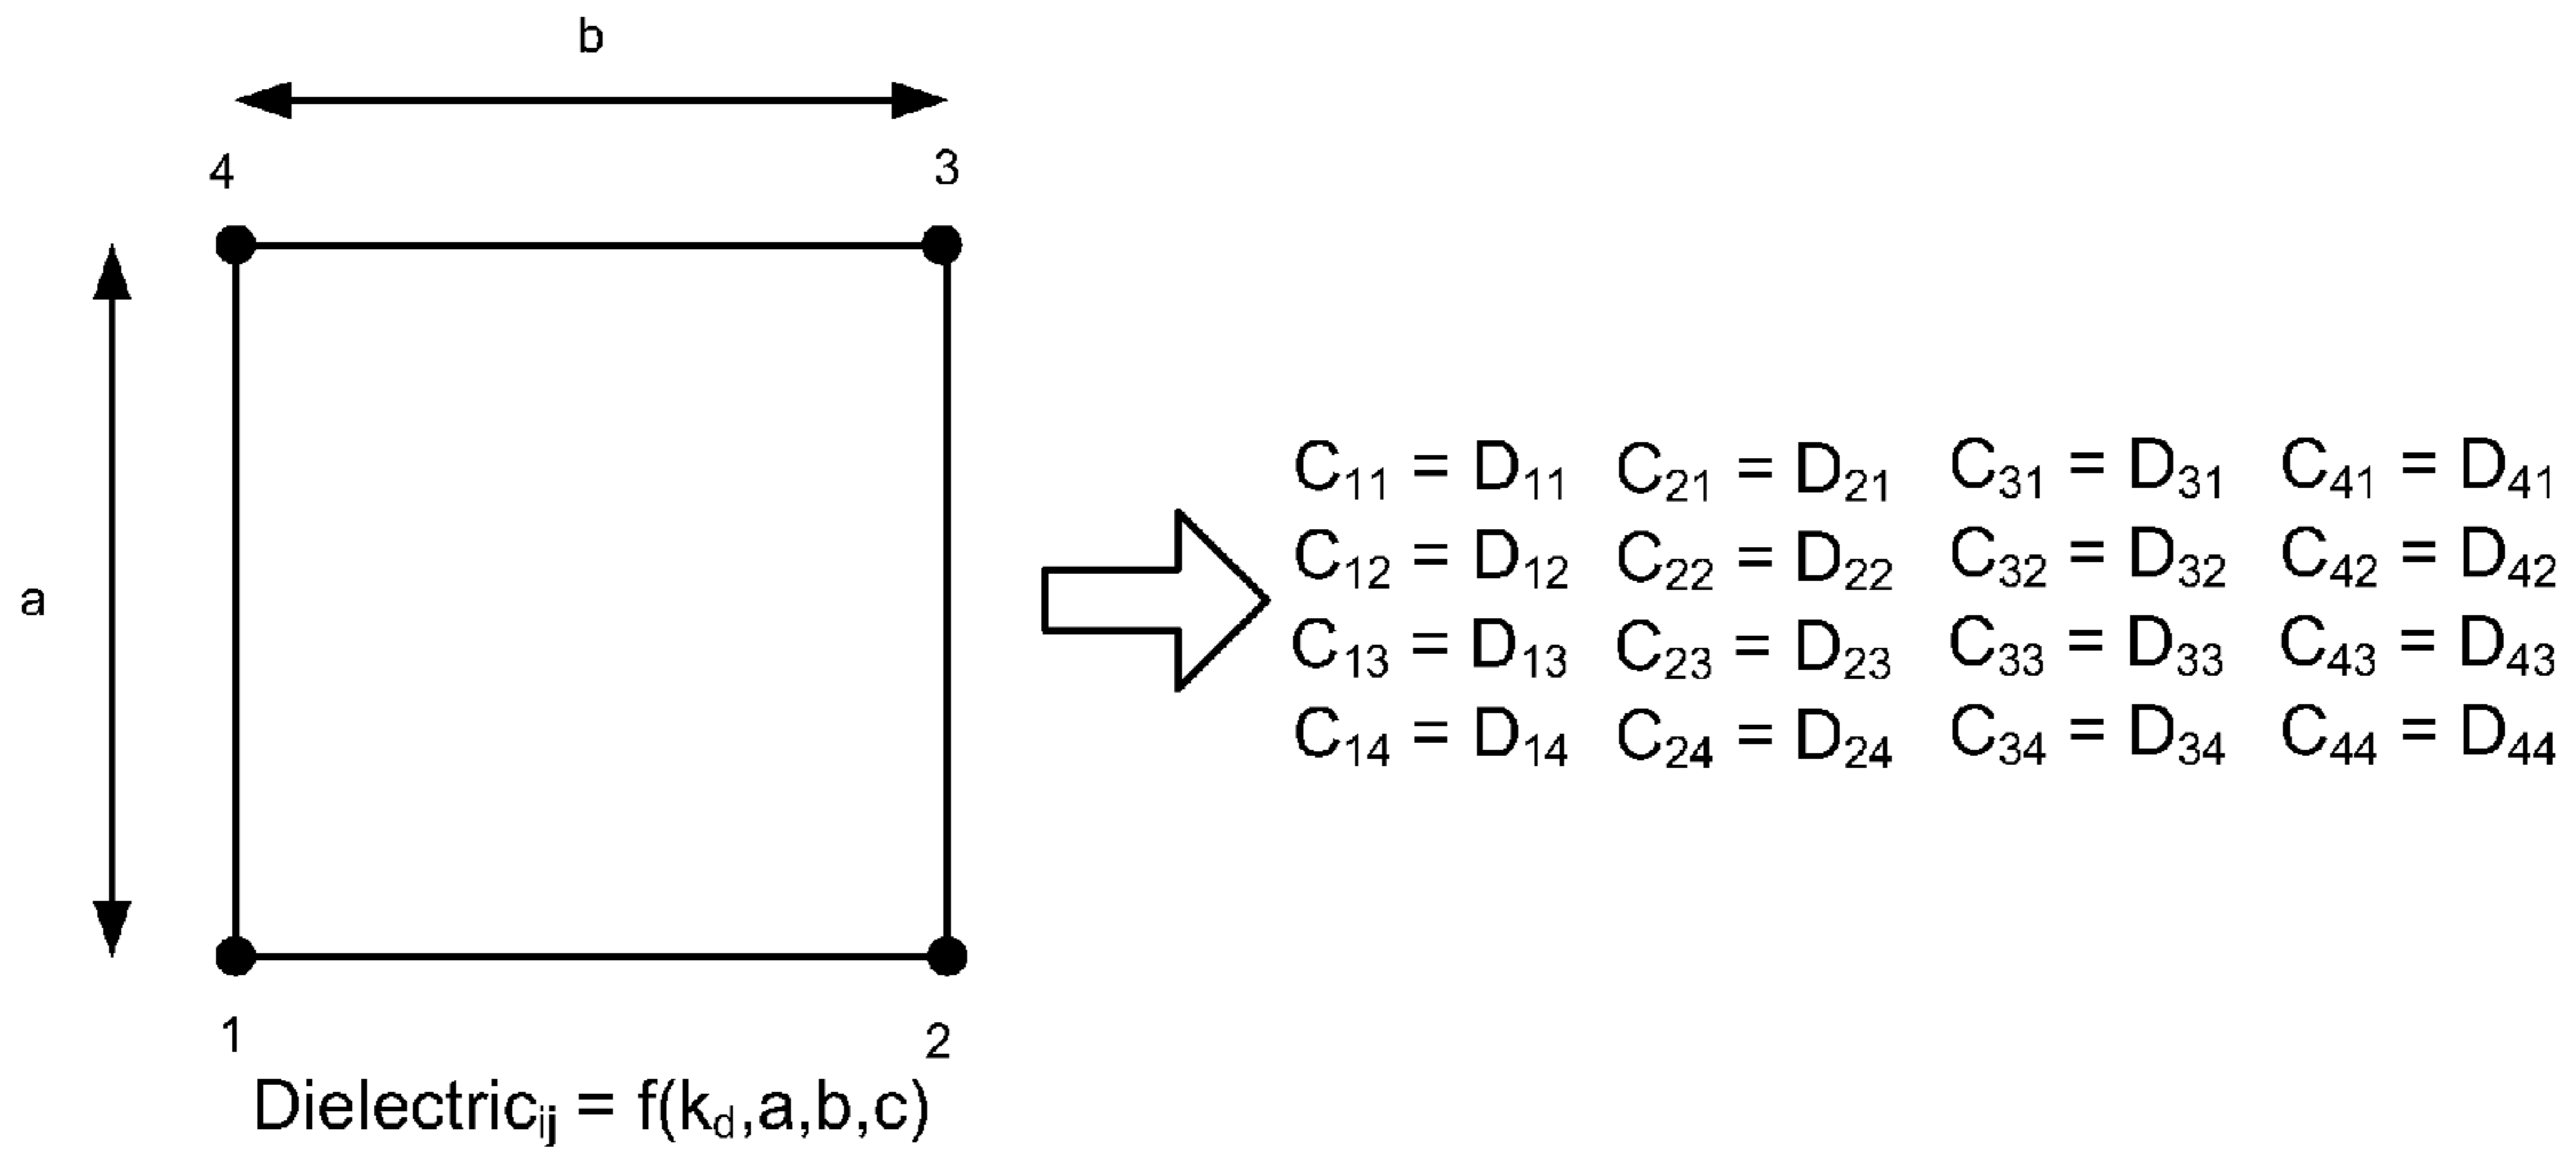 b
4 3
a
C11 = D11 C21 = D21 C31 = D31 C41 = D41
C12 = D12 C22 = D22 C32 = D32 C42 = D42
C13 = D13 C23 = D23 C33 = D33 C43 = D43
C14 = D14 C24 = D24 C34 = D34 C44 = D44
1 2
Dielectricij = f(kd,a,b,c)